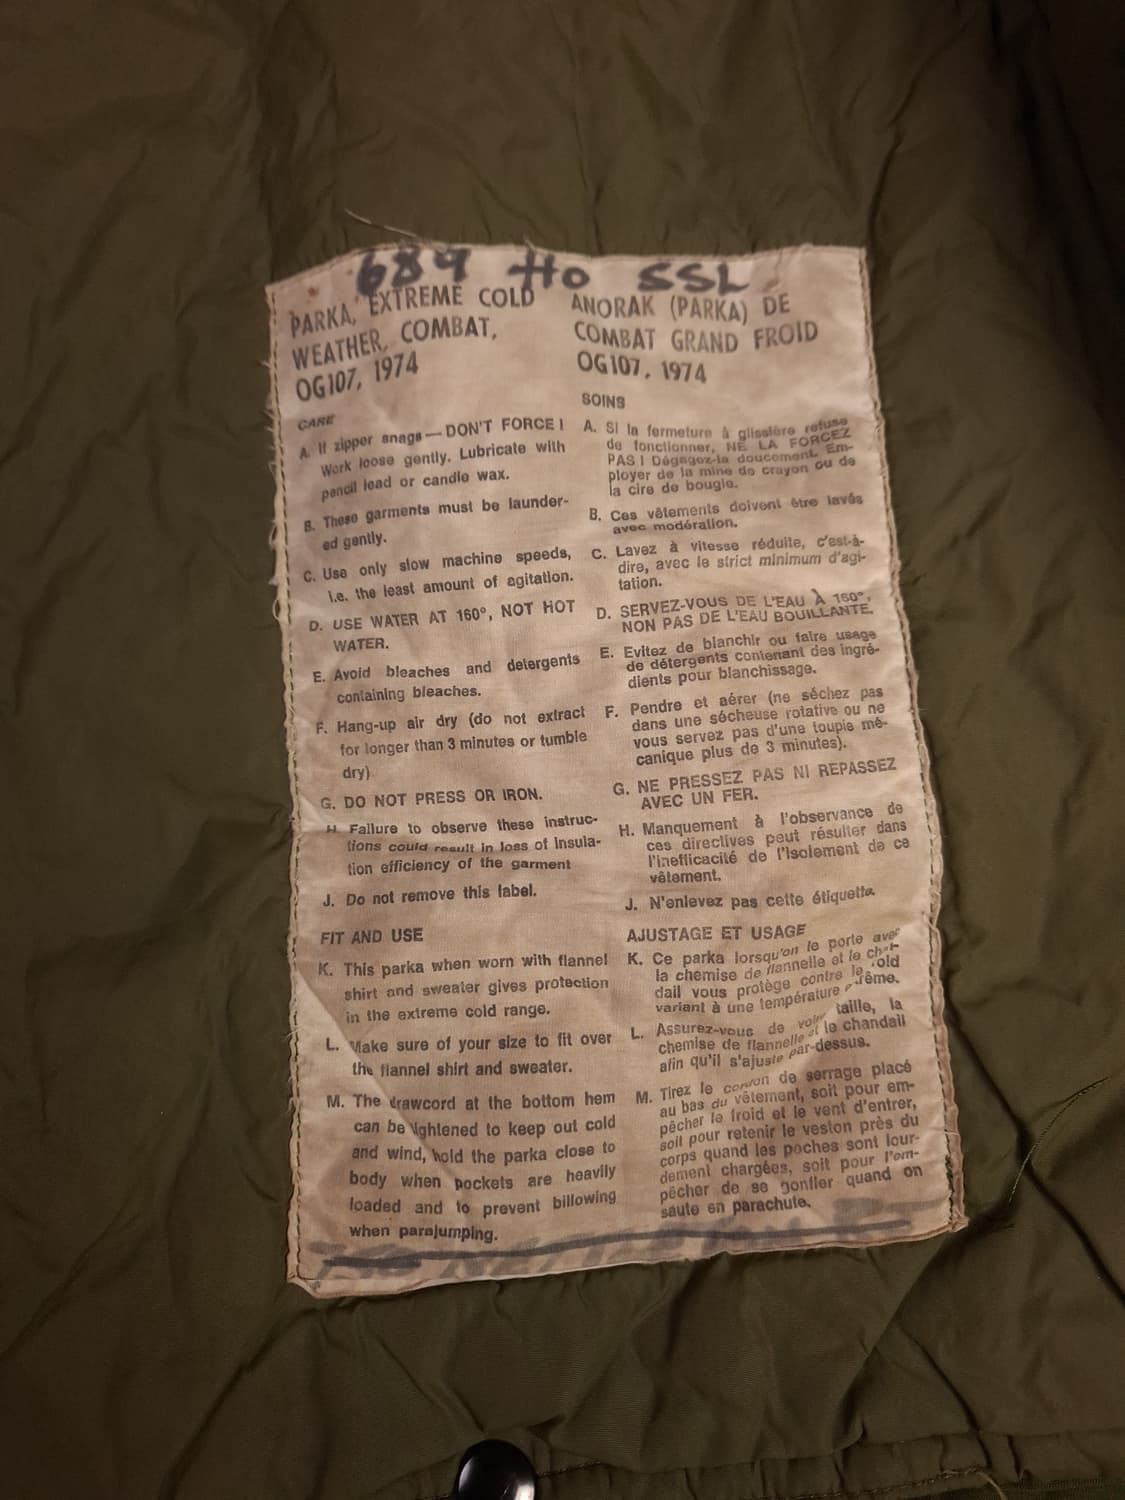 689 Ho SSL
PARKA, EXTREME COLD
WEATHER, COMBAT,
OG107, 1974
CARE
A. If zipper snags — DON'T FORCE !
Work loose gently. Lubricate with
pencil lead or candle wax.
B. These garments must be launder-
ed gently.
C. Use only slow machine speeds,
i.e. the least amount of agitation.
D. USE WATER AT 160°, NOT HOT
WATER.
E. Avoid bleaches and detergents
containing bleaches.
F. Hang-up air dry (do not extract
for longer than 3 minutes or tumble
dry)
G. DO NOT PRESS OR IRON.
H. Failure to observe these instruc-
tions could result in loss of insula-
tion efficiency of the garment
J. Do not remove this label.
FIT AND USE
K. This parka when worn with flannel
shirt and sweater gives protection
in the extreme cold range.
L. Make sure of your size to fit over
the flannel shirt and sweater.
M. The drawcord at the bottom hem
can be tightened to keep out cold
and wind, hold the parka close to
body when pockets are heavily
loaded and to prevent billowing
when parajumping.
ANORAK (PARKA) DE
COMBAT GRAND FROID
OG107, 1974
SOINS
A. Si la fermeture à glissière refuse
de fonctionner, NE LA FORCEZ
PAS ! Dégagez-la doucement. Em-
ployer de la mine de crayon ou de
la cire de bougie.
B. Ces vêtements doivent être lavés
avec modération.
C. Lavez à vitesse réduite, c'est-à-
dire, avec le strict minimum d'agi-
tation.
D. SERVEZ-VOUS DE L'EAU À 160°,
NON PAS DE L'EAU BOUILLANTE.
E. Evitez de blanchir ou faire usage
de détergents contenant des ingré-
dients pour blanchissage.
F. Pendre et aérer (ne séchez pas
dans une sécheuse rotative ou ne
vous servez pas d'une toupie mé-
canique plus de 3 minutes).
G. NE PRESSEZ PAS NI REPASSEZ
AVEC UN FER.
H. Manquement à l'observance de
ces directives peut résulter dans
l'inefficacité de l'isolement de ce
vêtement.
J. N'enlevez pas cette étiquette.
AJUSTAGE ET USAGE
K. Ce parka lorsqu'on le porte avec
la chemise de flannelle et le chan-
dail vous protège contre le
variant à une température
L. Assurez-vous de taille, la
chemise de flannelle et le chandail
afin qu'il s'ajuste par-dessus.
M. Tirez le cordon de serrage placé
au bas du vêtement, soit pour em-
pêcher le froid et le vent d'entrer,
soit pour retenir le veston près du
corps quand les poches sont lour-
dement chargées, soit pour l'em-
pêcher de se gonfler quand on
saute en parachute.